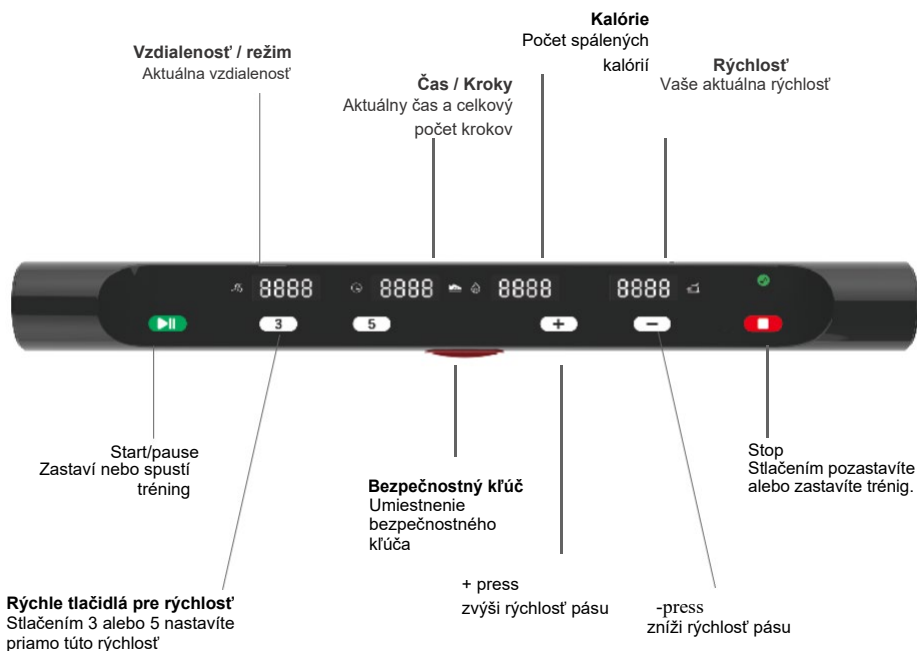 Kalórie
Počet spálených
kalórií
Vzdialenosť / režim
Aktuálna vzdialenosť
Čas / Kroky
Aktuálny čas a celkový
počet krokov
Rýchlosť
Vaše aktuálna rýchlosť
8888 8888 8888 8888
3 5 + −
Start/pause
Zastaví nebo spustí
tréning
Bezpečnostný kľúč
Umiestnenie
bezpečnostného
kľúča
Stop
Stlačením pozastavíte
alebo zastavíte trénig.
Rýchle tlačidlá pre rýchlosť
Stlačením 3 alebo 5 nastavíte
priamo túto rýchlosť
+ press
zvýši rýchlosť pásu
-press
zníži rýchlosť pásu